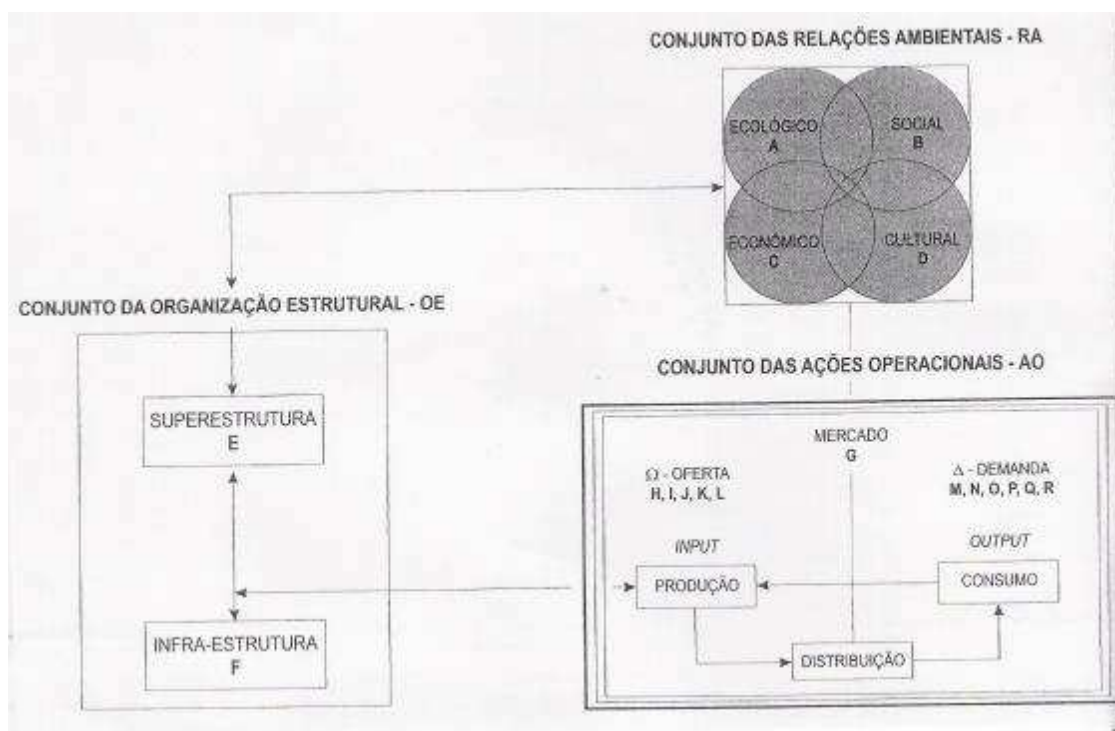 CONJUNTO DAS RELAÇÕES AMBIENTAIS - RA
ECOLÓGICO
A
SOCIAL
B
ECONÔMICO
C
CULTURAL
D
CONJUNTO DA ORGANIZAÇÃO ESTRUTURAL - OE
SUPERESTRUTURA
E
INFRA-ESTRUTURA
F
CONJUNTO DAS AÇÕES OPERACIONAIS - AO
MERCADO
G
Ω - OFERTA
H, I, J, K, L
Δ - DEMANDA
M, N, O, P, Q, R
INPUT
PRODUÇÃO
OUTPUT
CONSUMO
DISTRIBUIÇÃO